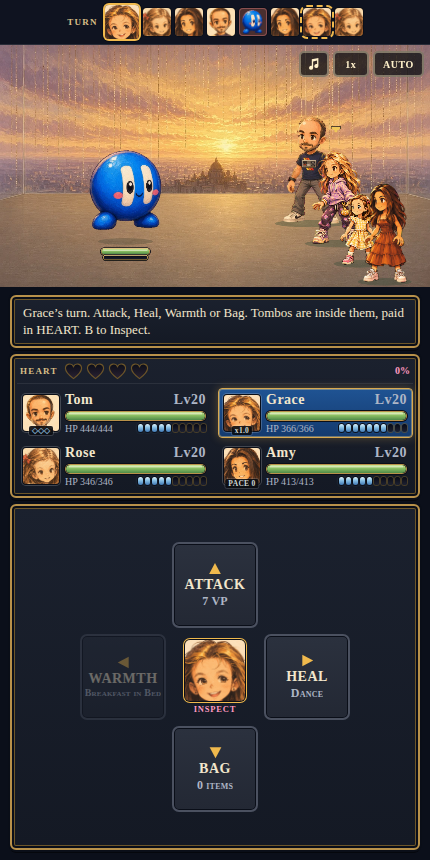 TURN
1x
AUTO
Grace's turn. Attack, Heal, Warmth or Bag. Tombos are inside them, paid
in HEART. B to Inspect.
HEART
0%
Tom Lv20
HP 444/444
Grace Lv20
x1.0
HP 366/366
Rose Lv20
HP 346/346
Amy Lv20
PACE 0
HP 413/413
ATTACK
7 VP
WARMTH
Breakfast in Bed
INSPECT
HEAL
Dance
BAG
0 items